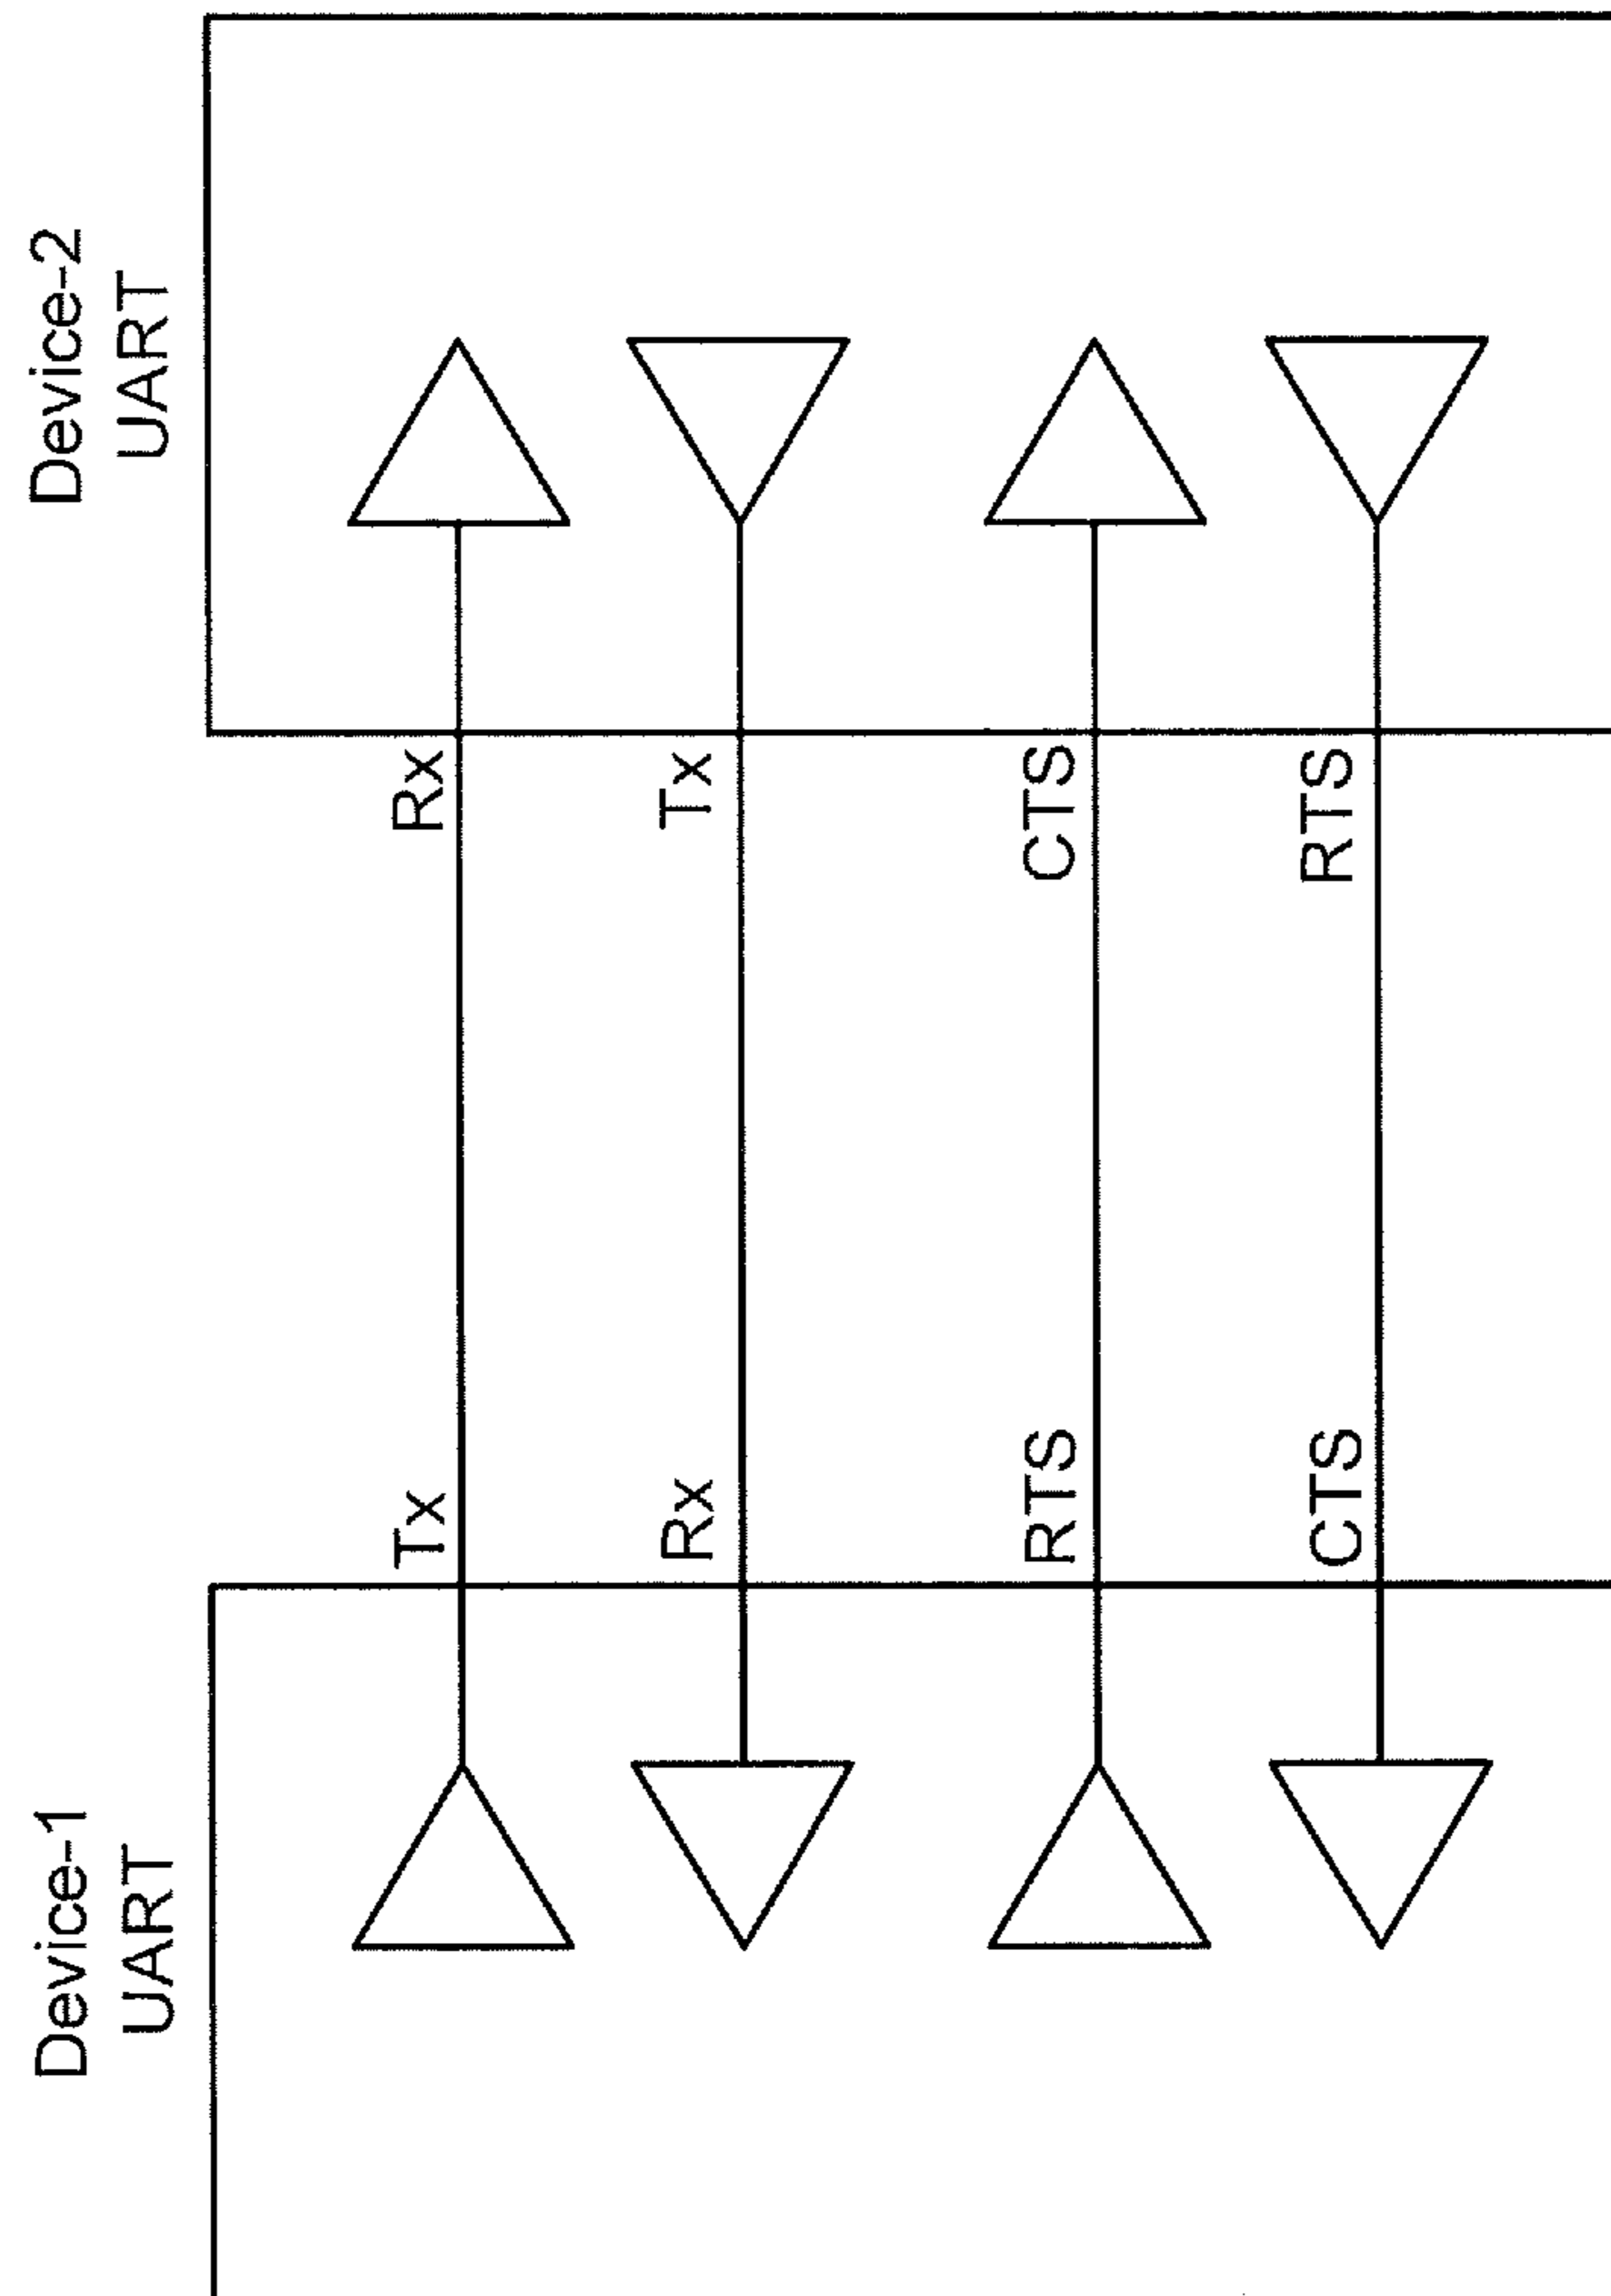 Device-1
UART
Device-2
UART
Tx
Rx
Rx
Tx
RTS
CTS
CTS
RTS